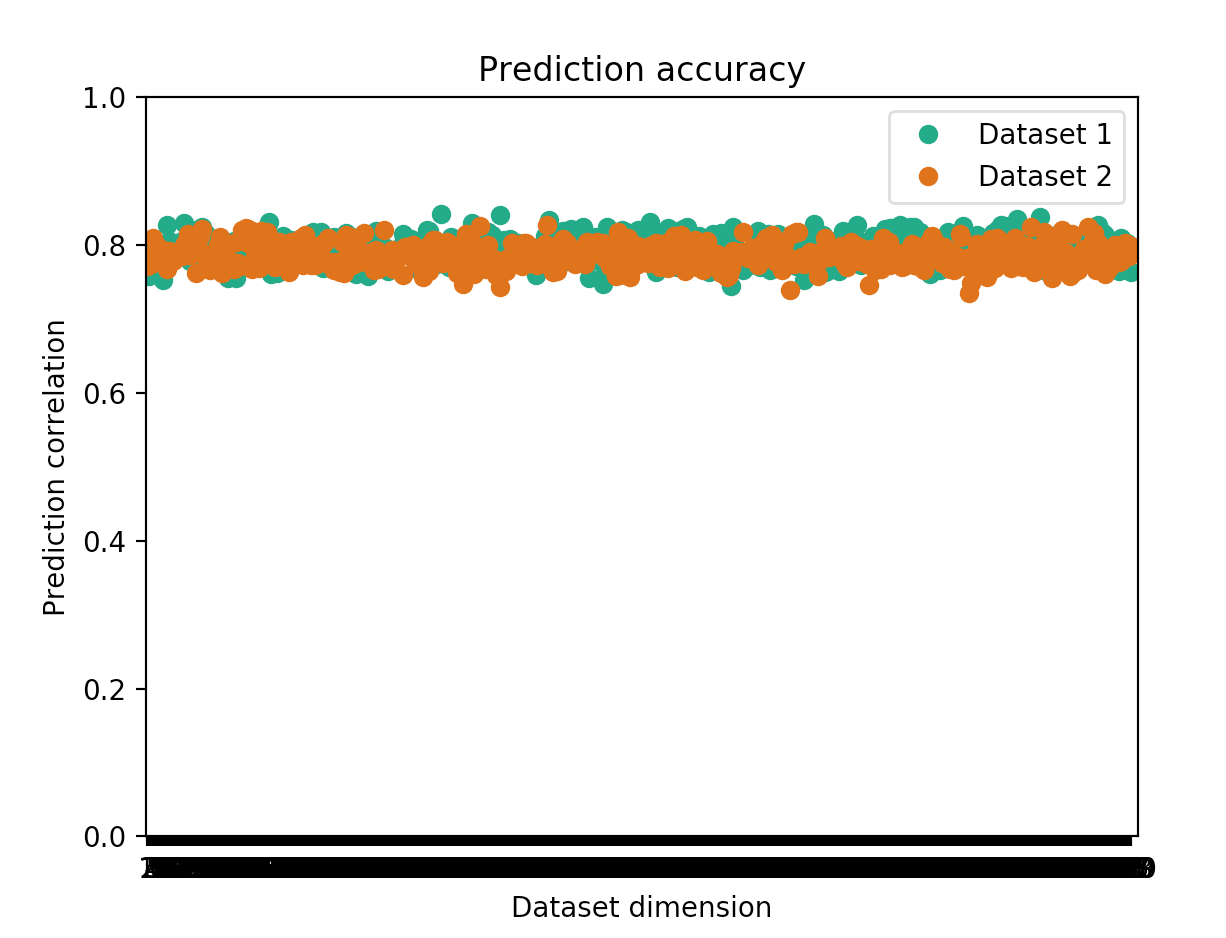 Prediction accuracy
1.0
Dataset 1
Dataset 2
0.8
0.6
0.4
0.2
0.0
Prediction correlation
Dataset dimension